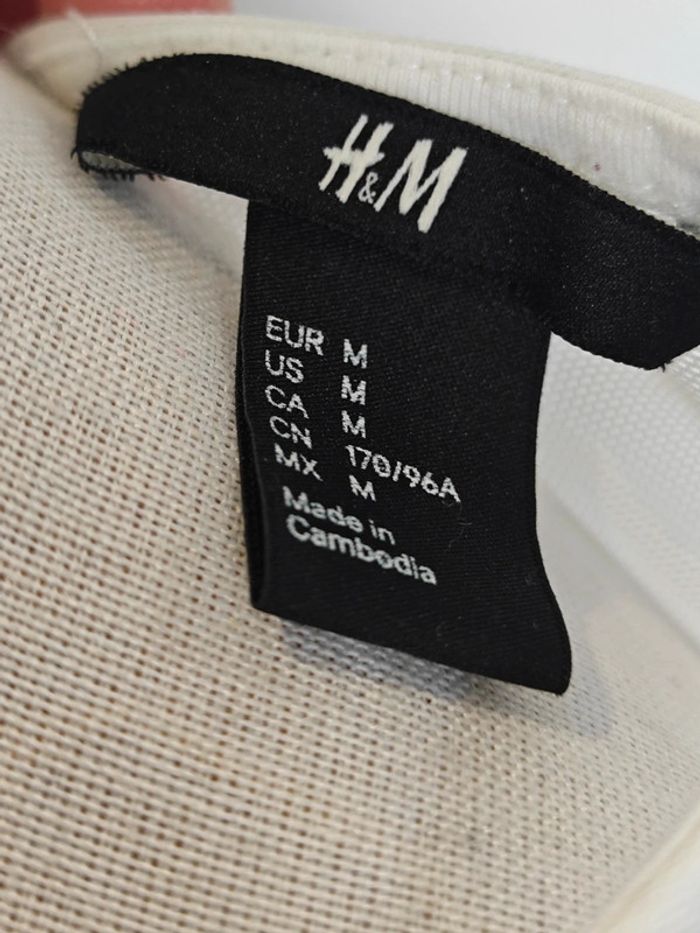 H&M
EUR M
US M
CA M
CN 170/96A
MX M
Made in
Cambodia